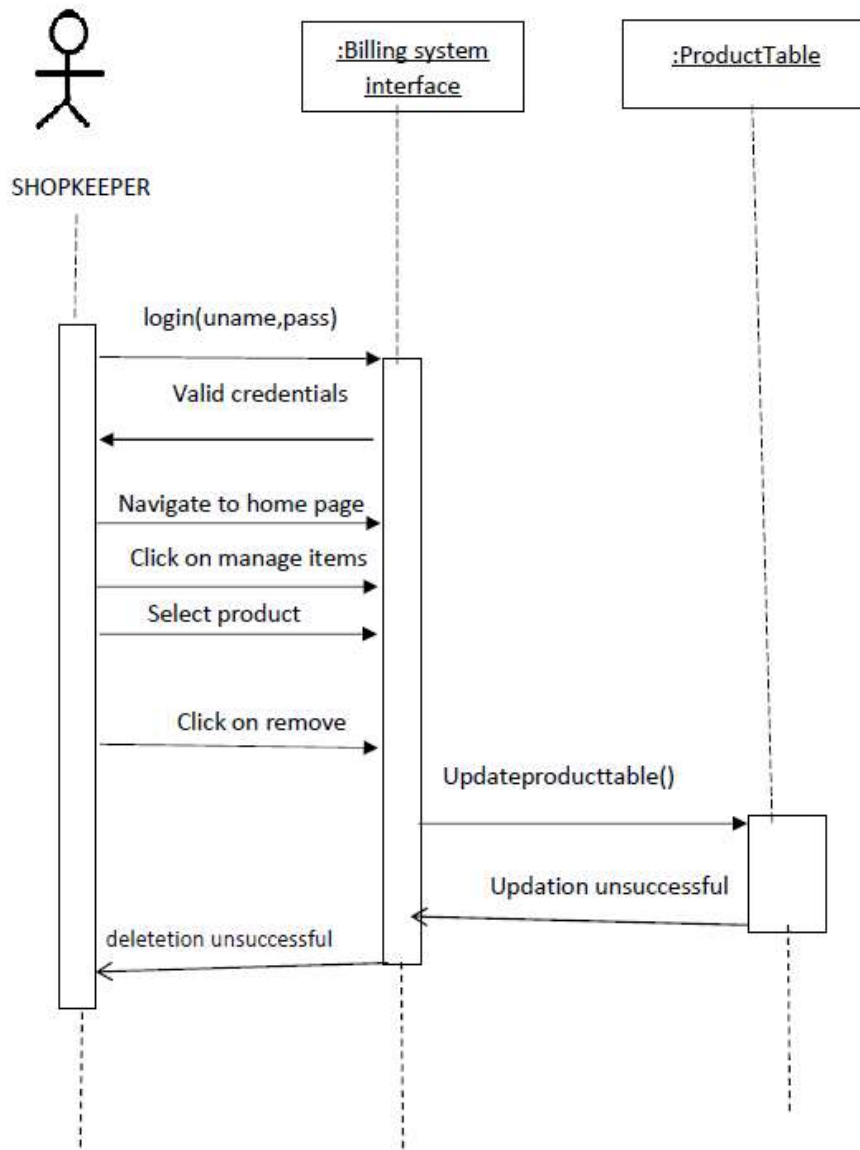 :Billing system
interface
:ProductTable
SHOPKEEPER
login(uname,pass)
Valid credentials
Navigate to home page
Click on manage items
Select product
Click on remove
Updateproducttable()
Updation unsuccessful
deletetion unsuccessful